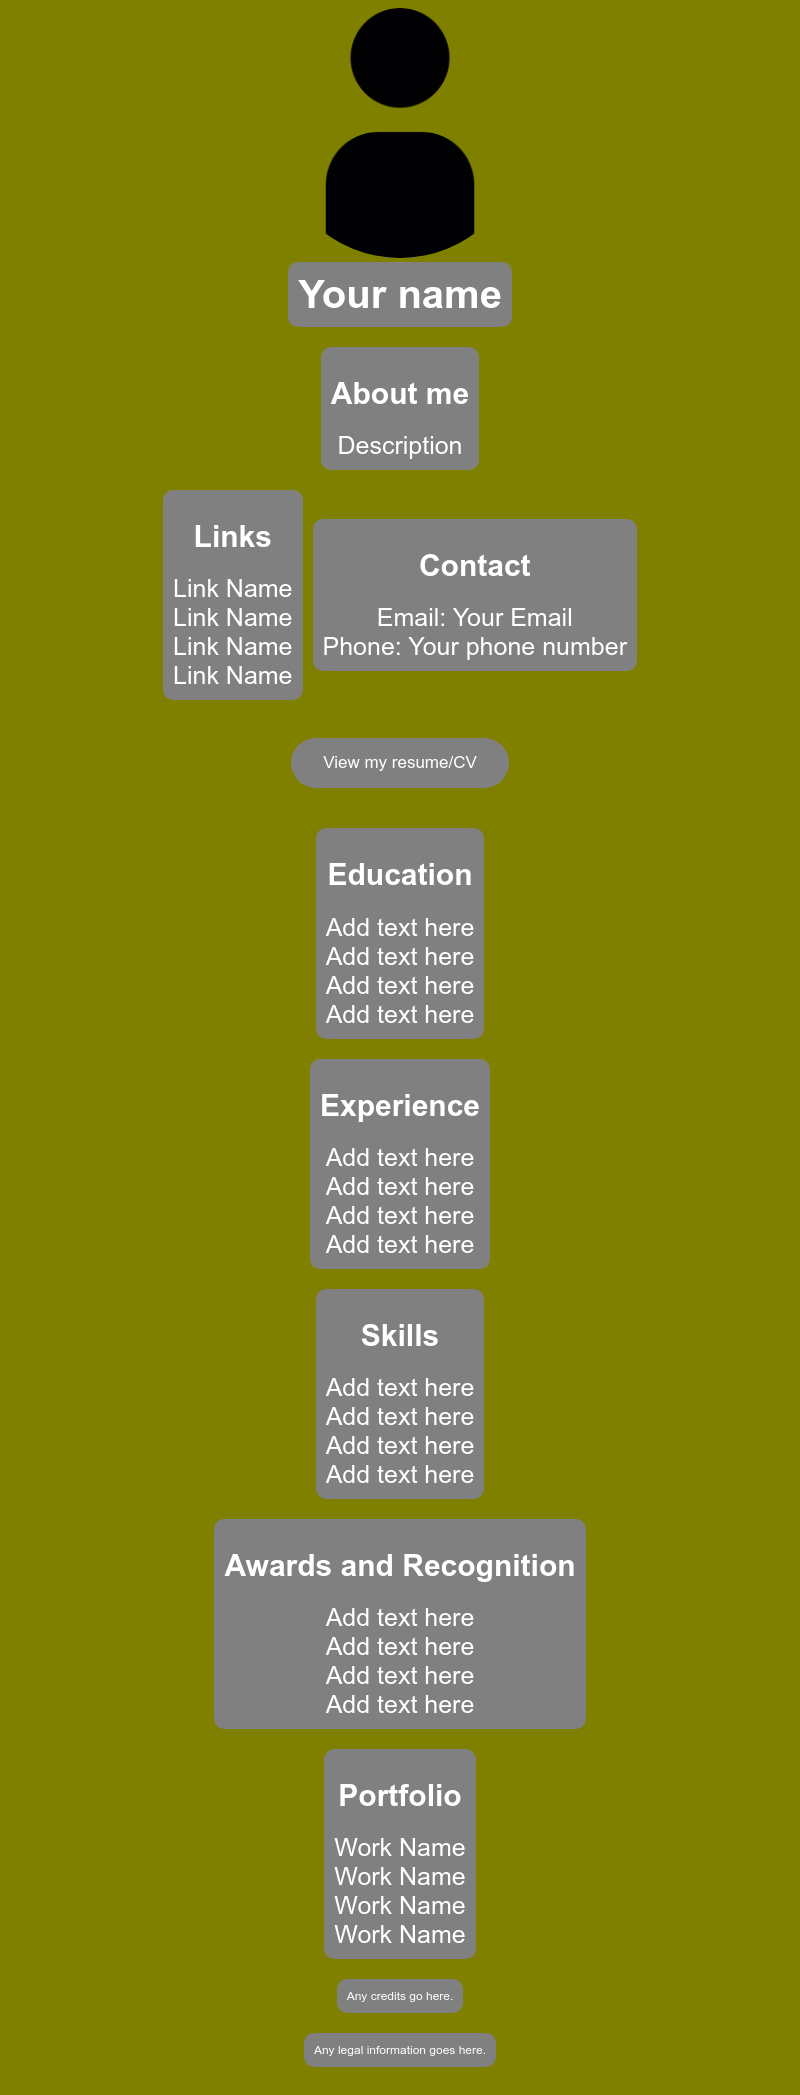 Your name
About me
Description
Links
Link Name
Link Name
Link Name
Link Name
Contact
Email: Your Email
Phone: Your phone number
View my resume/CV
Education
Add text here
Add text here
Add text here
Add text here
Experience
Add text here
Add text here
Add text here
Add text here
Skills
Add text here
Add text here
Add text here
Add text here
Awards and Recognition
Add text here
Add text here
Add text here
Add text here
Portfolio
Work Name
Work Name
Work Name
Work Name
Any credits go here.
Any legal information goes here.